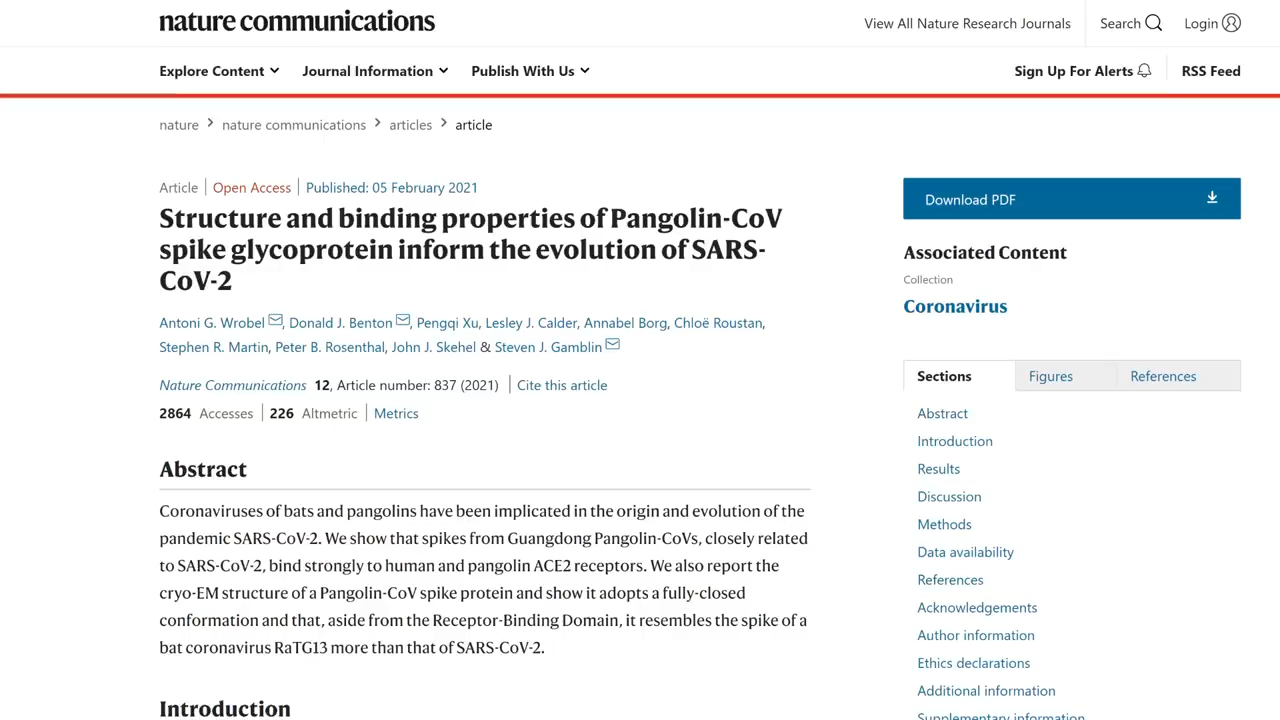 nature communications
View All Nature Research Journals
Search
Login
Explore Content
Journal Information
Publish With Us
Sign Up For Alerts
RSS Feed
nature > nature communications > articles > article
Article | Open Access | Published: 05 February 2021
Structure and binding properties of Pangolin-CoV
spike glycoprotein inform the evolution of SARS-
CoV-2
Antoni G. Wrobel, Donald J. Benton, Pengqi Xu, Lesley J. Calder, Annabel Borg, Chloë Roustan,
Stephen R. Martin, Peter B. Rosenthal, John J. Skehel & Steven J. Gamblin
Nature Communications 12, Article number: 837 (2021) | Cite this article
2864 Accesses | 226 Altmetric | Metrics
Abstract
Coronaviruses of bats and pangolins have been implicated in the origin and evolution of the
pandemic SARS-CoV-2. We show that spikes from Guangdong Pangolin-CoVs, closely related
to SARS-CoV-2, bind strongly to human and pangolin ACE2 receptors. We also report the
cryo-EM structure of a Pangolin-CoV spike protein and show it adopts a fully-closed
conformation and that, aside from the Receptor-Binding Domain, it resembles the spike of a
bat coronavirus RaTG13 more than that of SARS-CoV-2.
Introduction
Download PDF
Associated Content
Collection
Coronavirus
Sections
Figures
References
Abstract
Introduction
Results
Discussion
Methods
Data availability
References
Acknowledgements
Author information
Ethics declarations
Additional information
Supplementary information